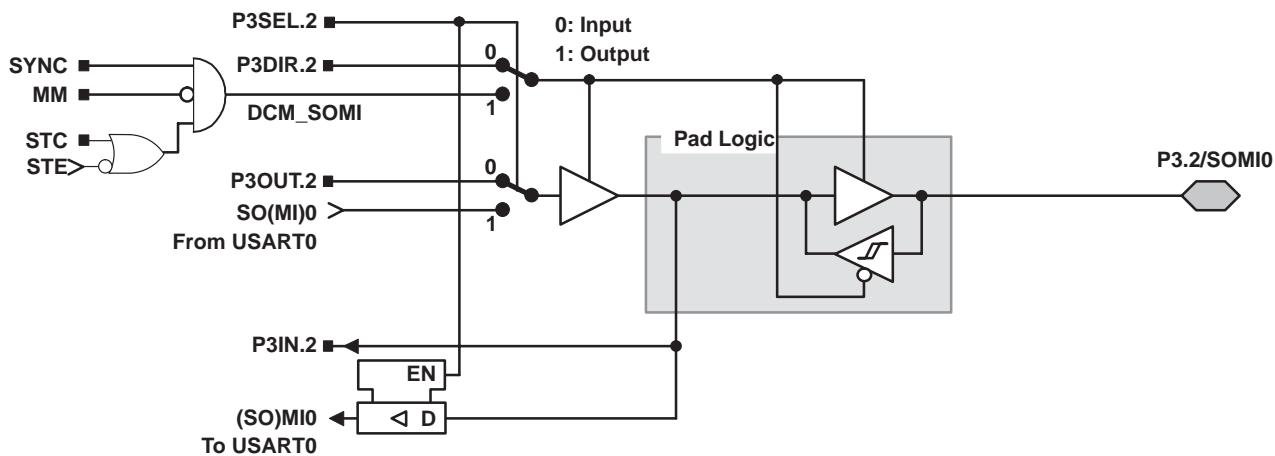 P3SEL.2
0: Input
1: Output
SYNC
P3DIR.2
0
MM
1
DCM_SOMI
STC
STE
Pad Logic
P3.2/SOMI0
P3OUT.2
0
SO(MI)0
1
From USART0
P3IN.2
EN
(SO)MI0
D
To USART0